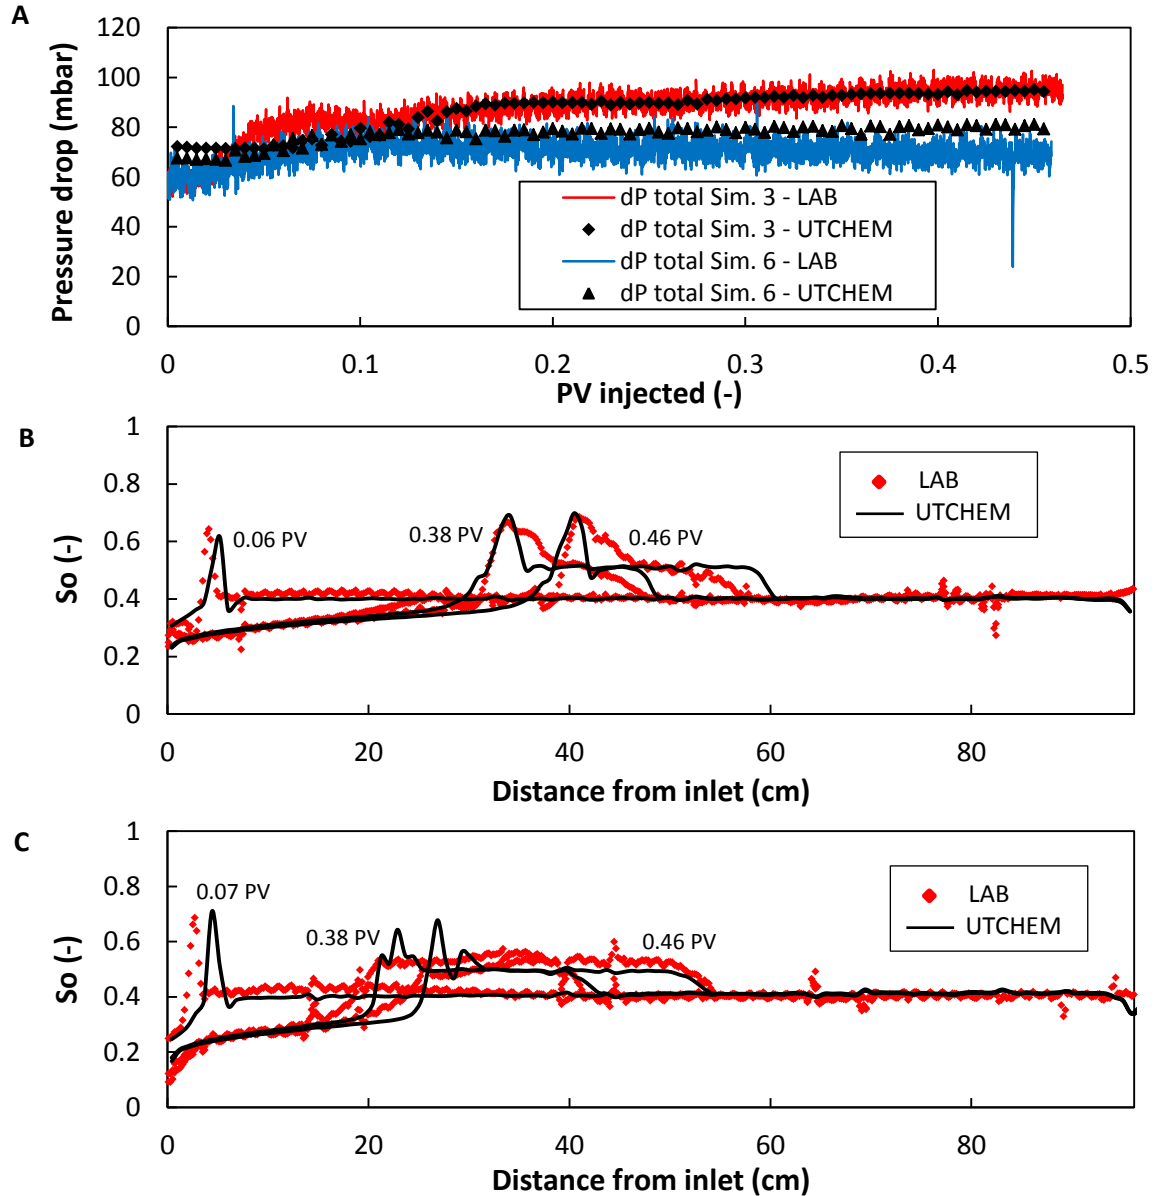 A
Pressure drop (mbar)
120
100
80
60
40
20
0
dP total Sim. 3 - LAB
dP total Sim. 3 - UTCHEM
dP total Sim. 6 - LAB
dP total Sim. 6 - UTCHEM
0 0.1 0.2 0.3 0.4 0.5
PV injected (-)
B
So (-)
1
0.8
0.6
0.4
0.2
0
LAB
UTCHEM
0.06 PV
0.38 PV
0.46 PV
0 20 40 60 80
Distance from inlet (cm)
C
So (-)
1
0.8
0.6
0.4
0.2
0
LAB
UTCHEM
0.07 PV
0.38 PV
0.46 PV
0 20 40 60 80
Distance from inlet (cm)